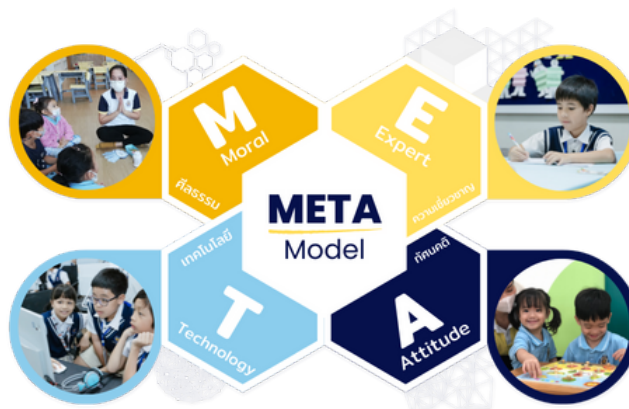 M
Moral
ศีลธรรม
E
Expert
ความเชี่ยวชาญ
META
Model
เทคโนโลยี
T
Technology
ทัศนคติ
A
Attitude